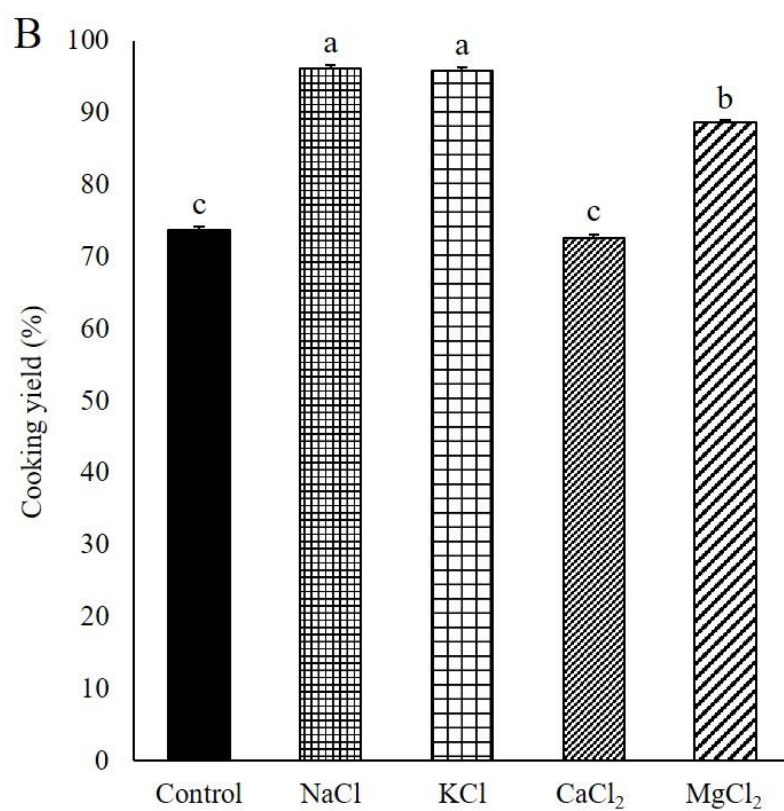 B
100
90
80
70
60
50
40
30
20
10
0
Cooking yield (%)
c
a
a
c
b
Control NaCl KCl CaCl₂ MgCl₂